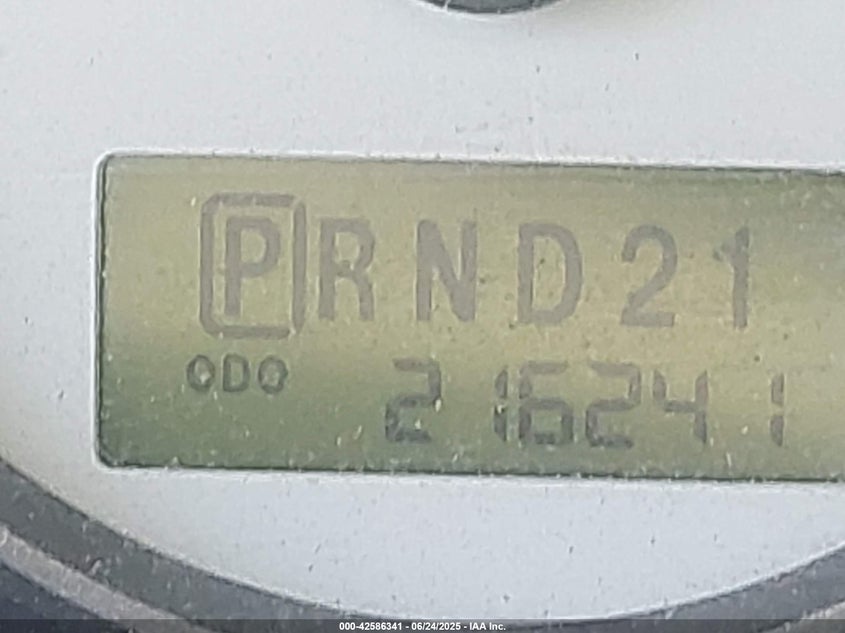 PRND21
ODO 216241
000-42586341 - 06/24/2025 - IAA Inc.